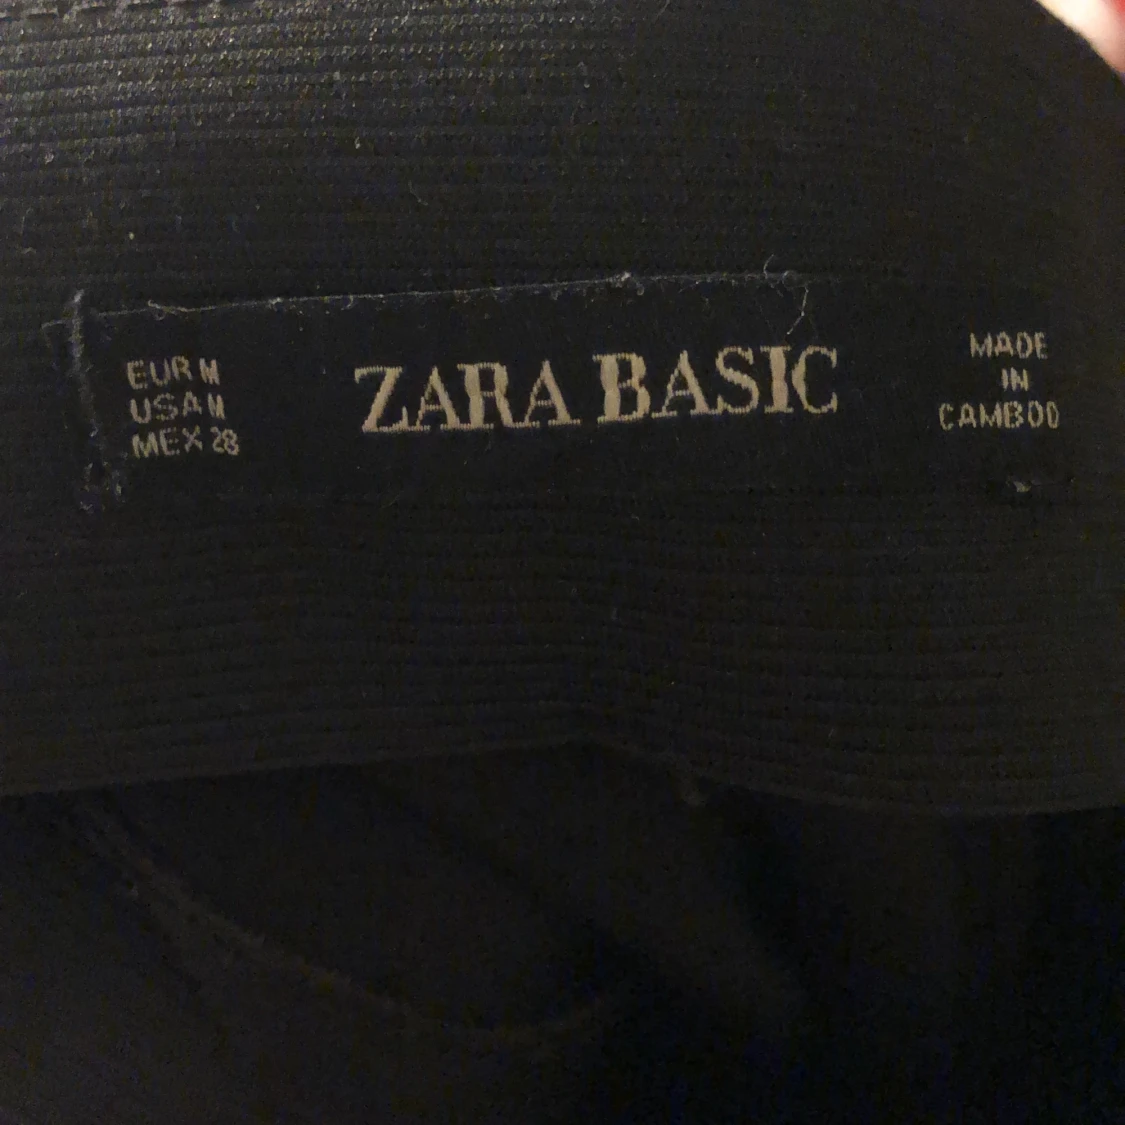 EUR M
USA M
MEX 28
ZARA BASIC
MADE
IN
CAMBOD